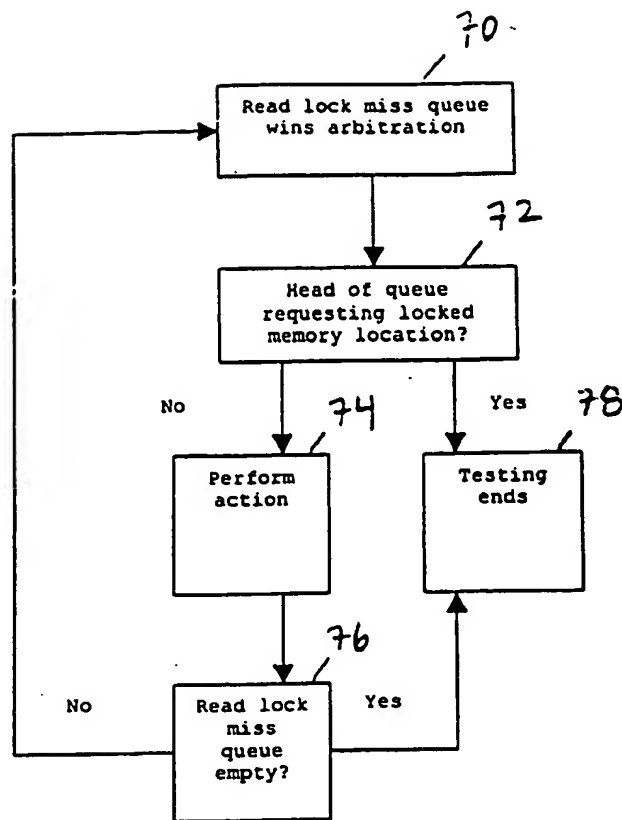 70
Read lock miss queue
wins arbitration
72
Head of queue
requesting locked
memory location?
No
Yes
74
78
Perform
action
Testing
ends
76
No
Yes
Read lock
miss
queue
empty?